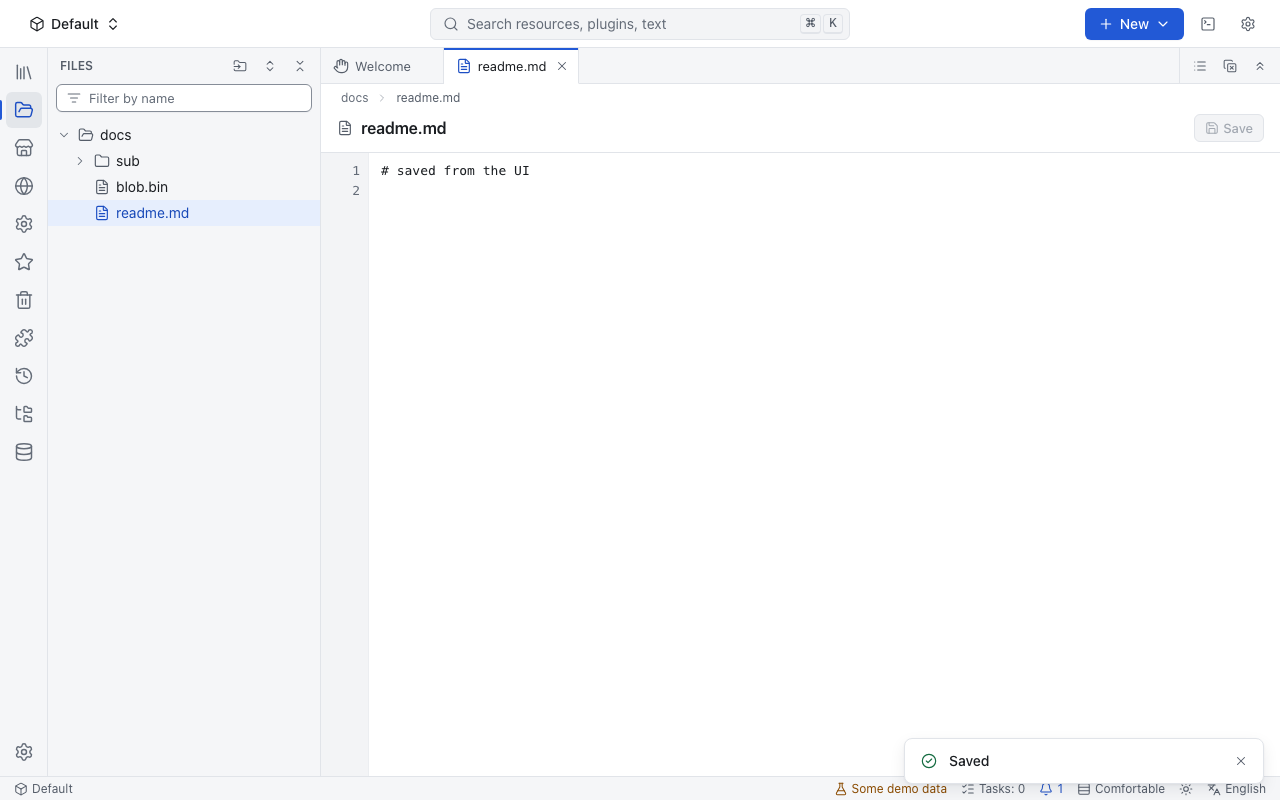 Default
Search resources, plugins, text ⌘ K
New
FILES
Welcome
readme.md
Filter by name
docs
sub
blob.bin
readme.md
docs > readme.md
readme.md
Save
1 # saved from the UI
2
Saved
Default
Some demo data
Tasks: 0
1
Comfortable
English